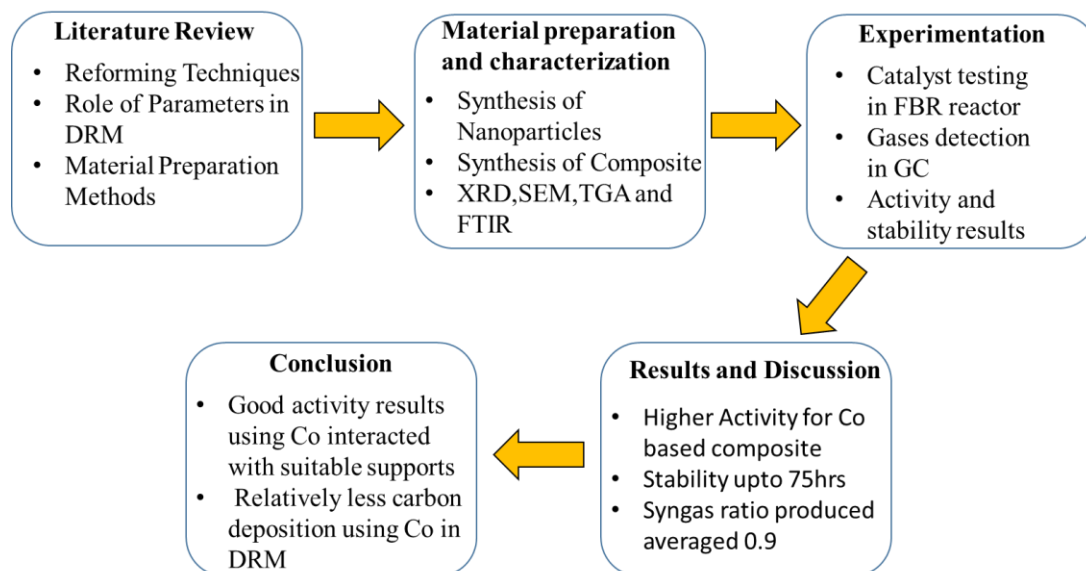 Literature Review
• Reforming Techniques
• Role of Parameters in
DRM
• Material Preparation
Methods
Material preparation
and characterization
• Synthesis of
Nanoparticles
• Synthesis of Composite
• XRD,SEM,TGA and
FTIR
Experimentation
• Catalyst testing
in FBR reactor
• Gases detection
in GC
• Activity and
stability results
Results and Discussion
• Higher Activity for Co
based composite
• Stability upto 75hrs
• Syngas ratio produced
averaged 0.9
Conclusion
• Good activity results
using Co interacted
with suitable supports
• Relatively less carbon
deposition using Co in
DRM